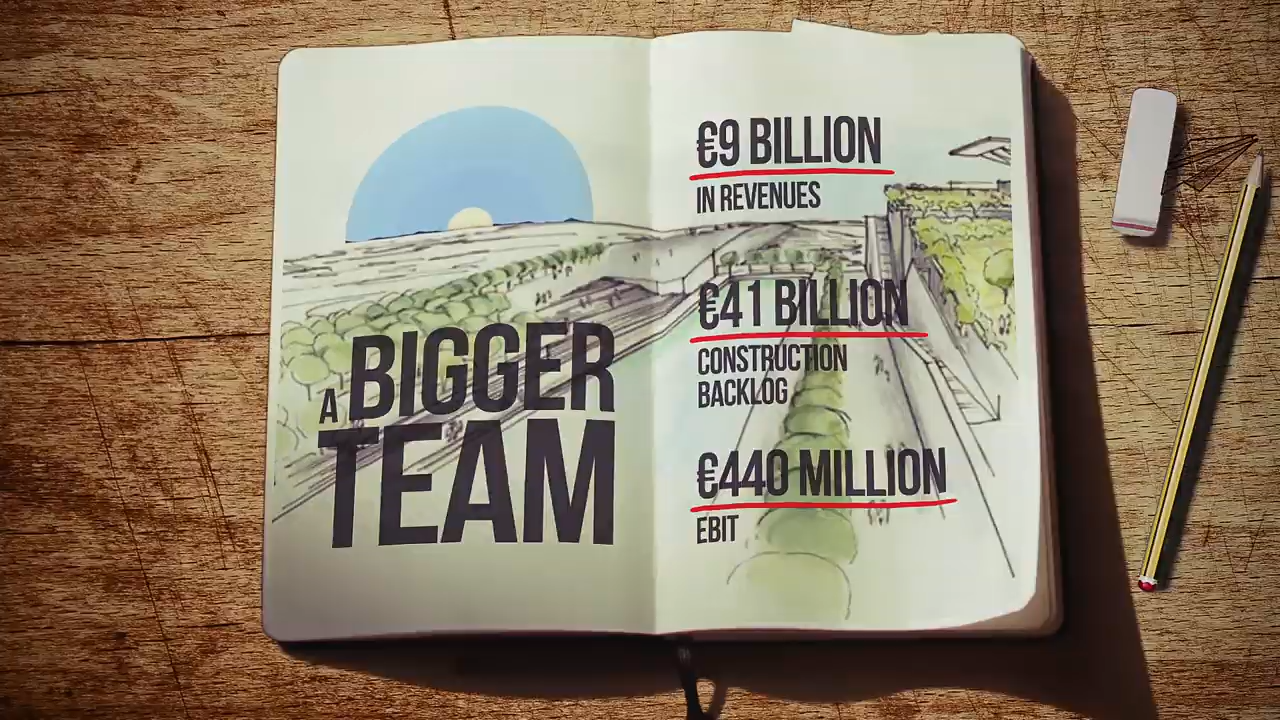 A BIGGER
TEAM
€9 BILLION
IN REVENUES
€41 BILLION
CONSTRUCTION
BACKLOG
€440 MILLION
EBIT